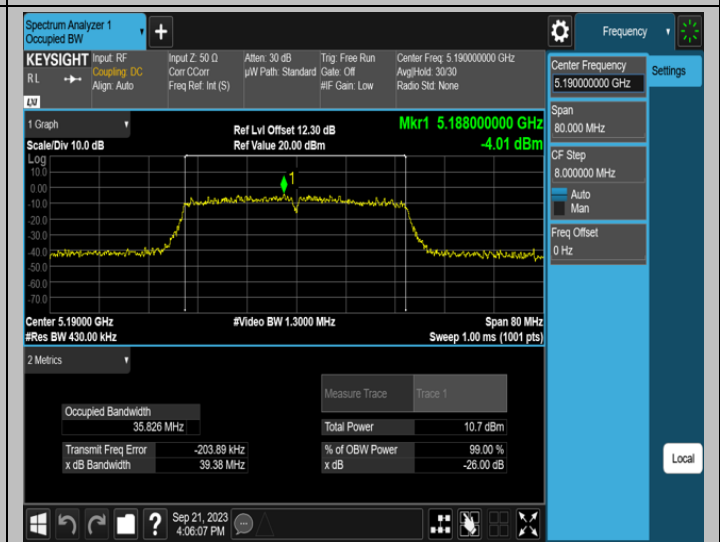 Spectrum Analyzer 1
Occupied BW
+
Frequency
KEYSIGHT
Input: RF
Coupling: DC
Align: Auto
Input Z: 50 Ω
Corr CCorr
Freq Ref: Int (S)
Atten: 30 dB
µW Path: Standard
Trig: Free Run
Gate: Off
#IF Gain: Low
Center Freq: 5.190000000 GHz
Avg|Hold: 30/30
Radio Std: None
R L
LXI
Center Frequency
5.190000000 GHz
Settings
Span
80.000 MHz
CF Step
8.000000 MHz
Auto
Man
Freq Offset
0 Hz
1 Graph
Scale/Div 10.0 dB
Ref Lvl Offset 12.30 dB
Ref Value 20.00 dBm
Mkr1 5.188000000 GHz
-4.01 dBm
Log
10.0
0.00
-10.0
-20.0
-30.0
-40.0
-50.0
-60.0
-70.0
1
Center 5.19000 GHz
#Res BW 430.00 kHz
#Video BW 1.3000 MHz
Span 80 MHz
Sweep 1.00 ms (1001 pts)
2 Metrics
Measure Trace
Trace 1
Occupied Bandwidth
35.826 MHz
Total Power
10.7 dBm
Transmit Freq Error
-203.89 kHz
% of OBW Power
99.00 %
x dB Bandwidth
39.38 MHz
x dB
-26.00 dB
Local
?
Sep 21, 2023
4:06:07 PM